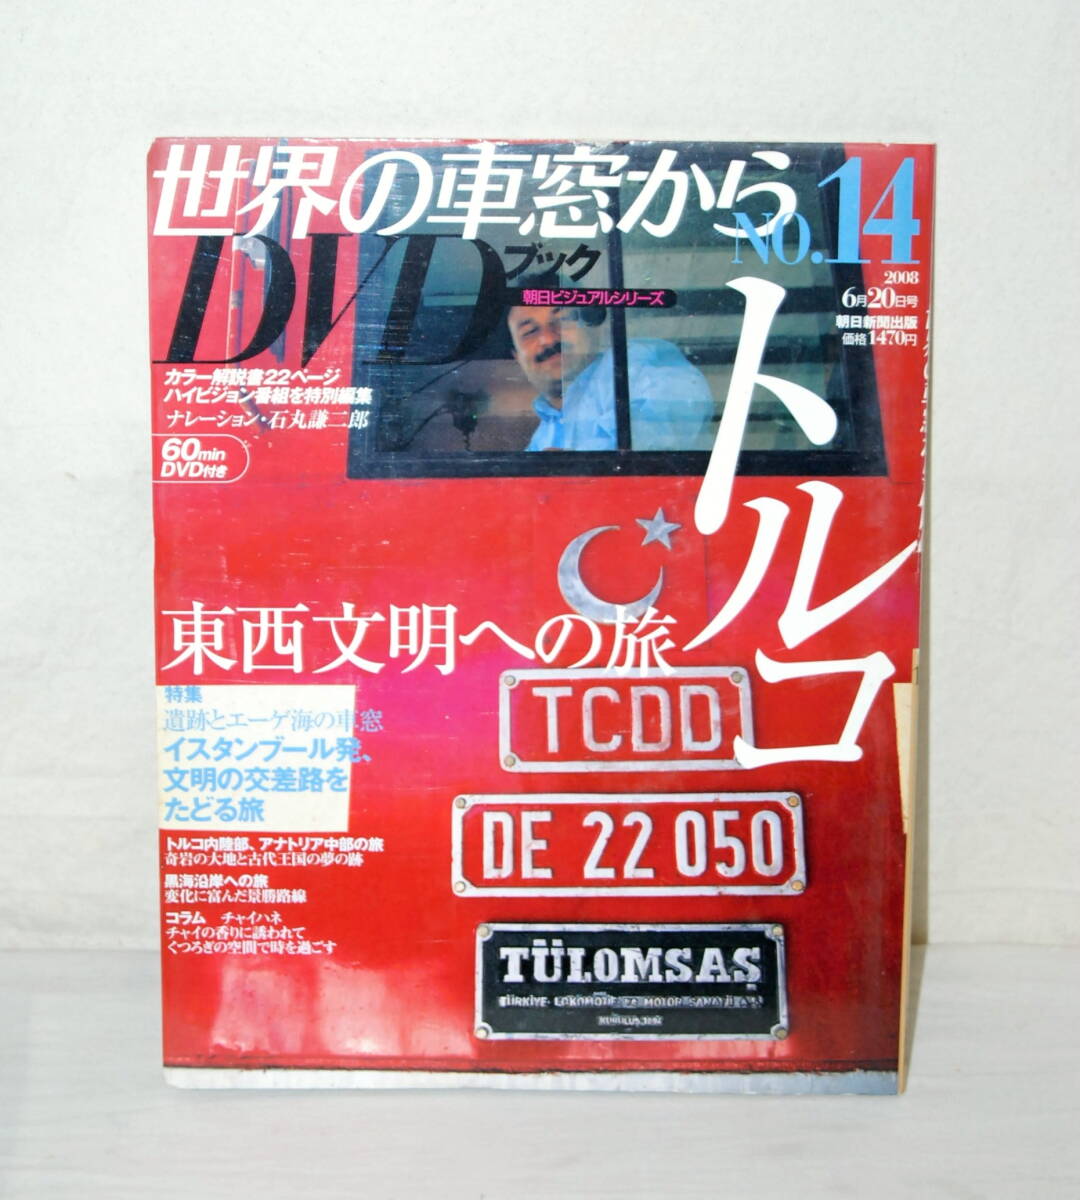 世界の車窓から
DVDブック
NO.14
朝日ビジュアルシリーズ
2008
6月20日号
朝日新聞出版
価格1470円
カラー解説書22ページ
ハイビジョン番組を特別編集
ナレーション・石丸謙二郎
60min
DVD付き
トルコ
東西文明への旅
特集
遺跡とエーゲ海の車窓
イスタンブール発、
文明の交差路を
たどる旅
トルコ内陸部、アナトリア中部の旅
奇岩の大地と古代王国の夢の跡
黒海沿岸への旅
変化に富んだ景勝路線
コラム チャイハネ
チャイの香りに誘われて
くつろぎの空間で時を過ごす
TCDD
DE 22 050
TÜLOMSAŞ
TÜRKİYE LOKOMOTİF VE MOTOR SANAYİİ A.Ş.